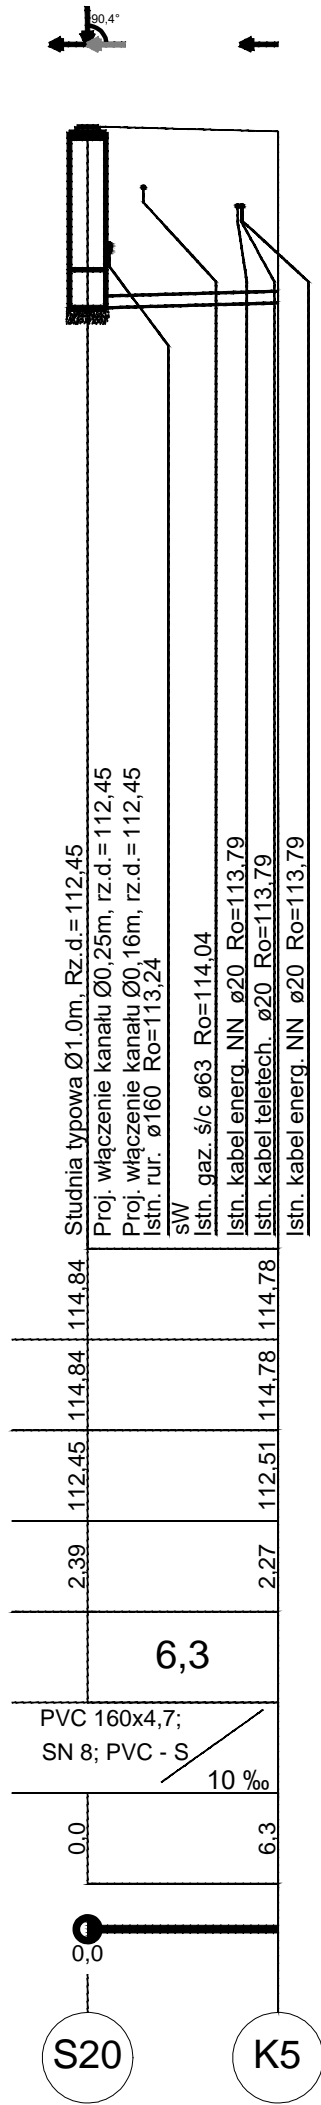 90,4°
Studnia typowa Ø1.0m, Rz.d.=112,45
Proj. włączenie kanału Ø0,25m, rz.d.=112,45
Proj. włączenie kanału Ø0,16m, rz.d.=112,45
Istn. rur. ø160 Ro=113,24
sW
Istn. gaz. ś/c ø63 Ro=114,04
Istn. kabel energ. NN ø20 Ro=113,79
Istn. kabel teletech. ø20 Ro=113,79
Istn. kabel energ. NN ø20 Ro=113,79
114,84 114,78
114,84 114,78
112,45 112,51
2,39 2,27
6,3
PVC 160x4,7;
SN 8; PVC - S
10 ‰
0,0 6,3
0,0
S20 K5